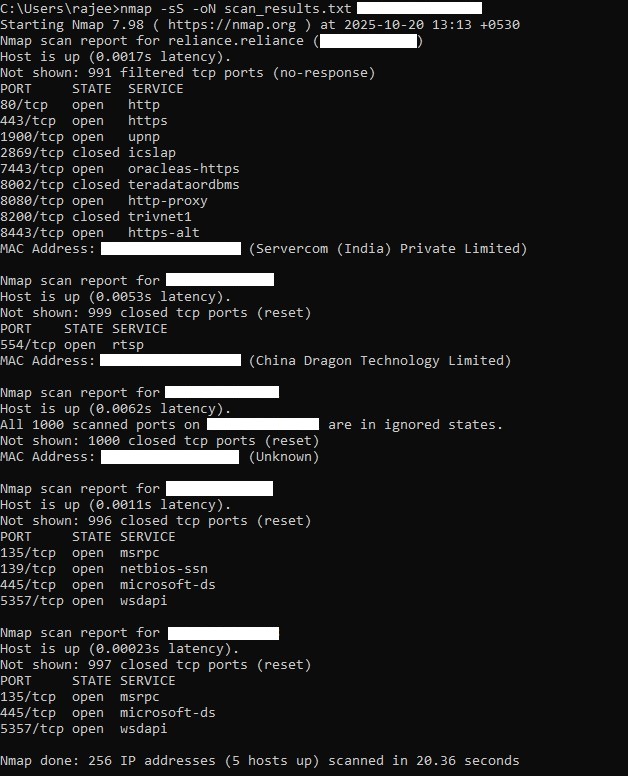 C:\Users\rajee>nmap -sS -oN scan_results.txt
Starting Nmap 7.98 ( https://nmap.org ) at 2025-10-20 13:13 +0530
Nmap scan report for reliance.reliance ( )
Host is up (0.0017s latency).
Not shown: 991 filtered tcp ports (no-response)
PORT     STATE  SERVICE
80/tcp   open   http
443/tcp  open   https
1900/tcp open   upnp
2869/tcp closed icslap
7443/tcp open   oracleas-https
8002/tcp closed teradataordbms
8080/tcp open   http-proxy
8200/tcp closed trivnet1
8443/tcp open   https-alt
MAC Address: (Servercom (India) Private Limited)

Nmap scan report for
Host is up (0.0053s latency).
Not shown: 999 closed tcp ports (reset)
PORT    STATE SERVICE
554/tcp open  rtsp
MAC Address: (China Dragon Technology Limited)

Nmap scan report for
Host is up (0.0062s latency).
All 1000 scanned ports on are in ignored states.
Not shown: 1000 closed tcp ports (reset)
MAC Address: (Unknown)

Nmap scan report for
Host is up (0.0011s latency).
Not shown: 996 closed tcp ports (reset)
PORT     STATE SERVICE
135/tcp  open  msrpc
139/tcp  open  netbios-ssn
445/tcp  open  microsoft-ds
5357/tcp open  wsdapi

Nmap scan report for
Host is up (0.00023s latency).
Not shown: 997 closed tcp ports (reset)
PORT     STATE SERVICE
135/tcp  open  msrpc
445/tcp  open  microsoft-ds
5357/tcp open  wsdapi

Nmap done: 256 IP addresses (5 hosts up) scanned in 20.36 seconds